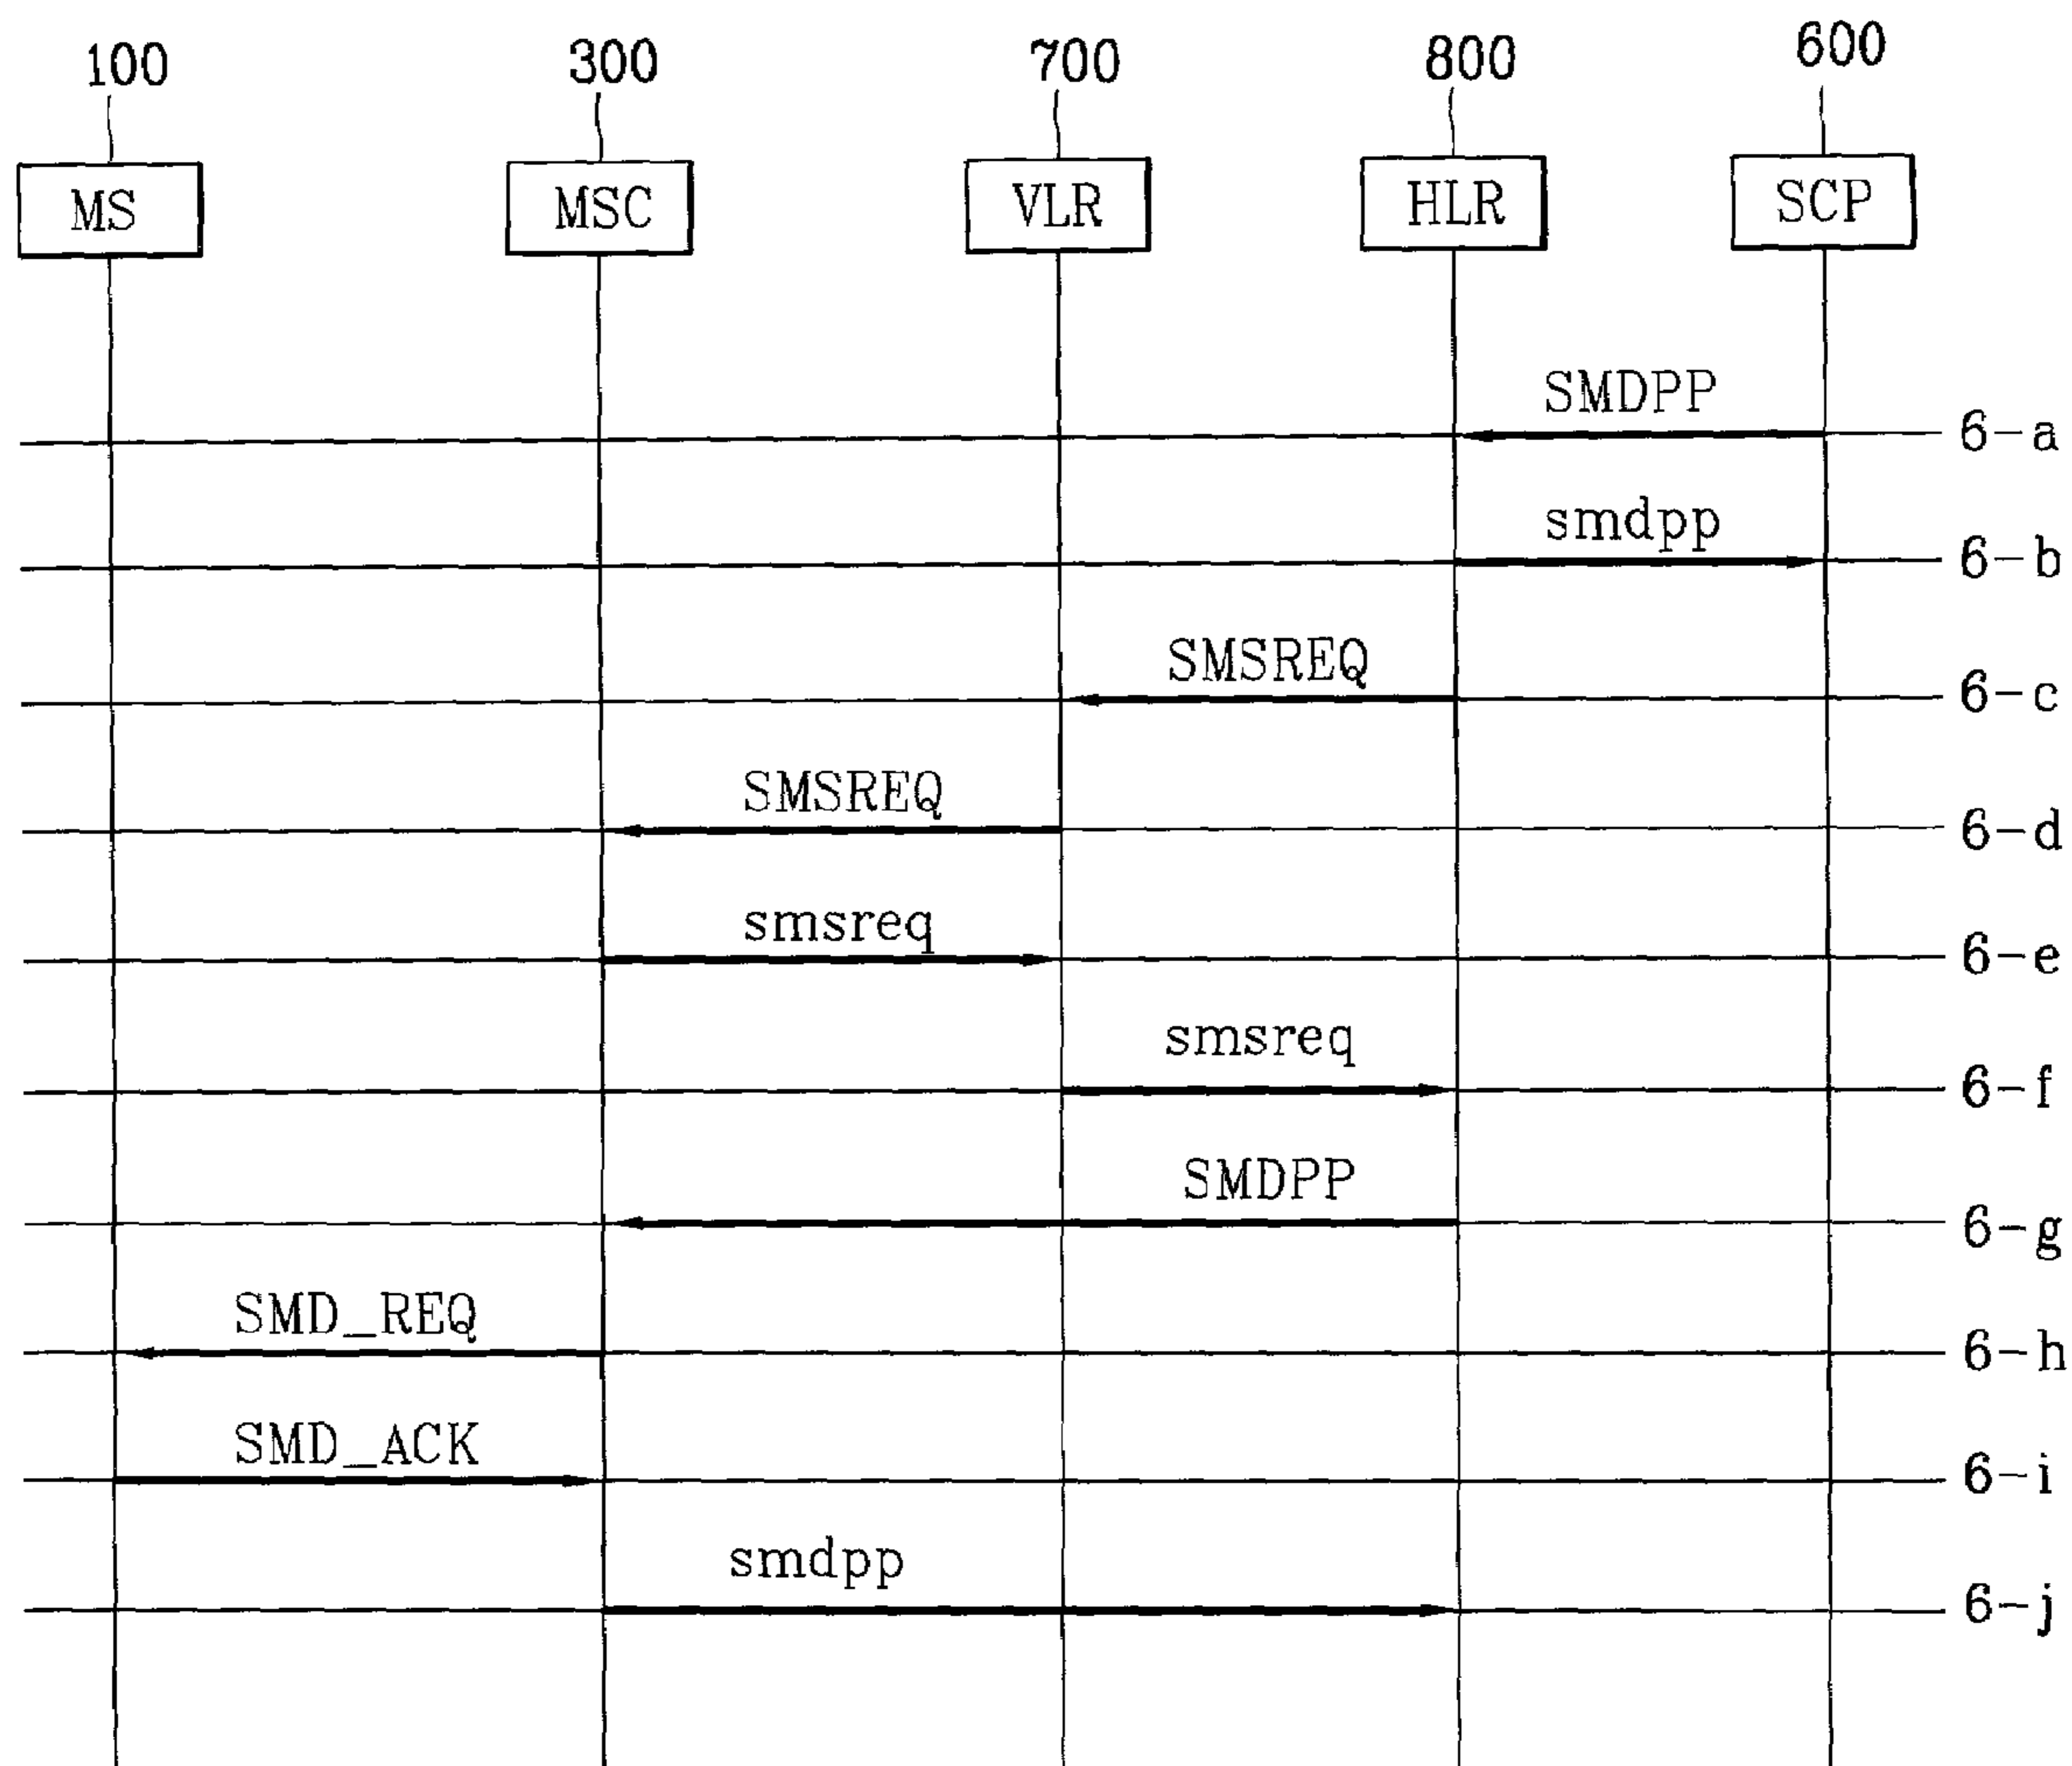 100 300 700 800 600
MS MSC VLR HLR SCP
SMDPP 6-a
smdpp 6-b
SMSREQ 6-c
SMSREQ 6-d
smsreq 6-e
smsreq 6-f
SMDPP 6-g
SMD_REQ 6-h
SMD_ACK 6-i
smdpp 6-j